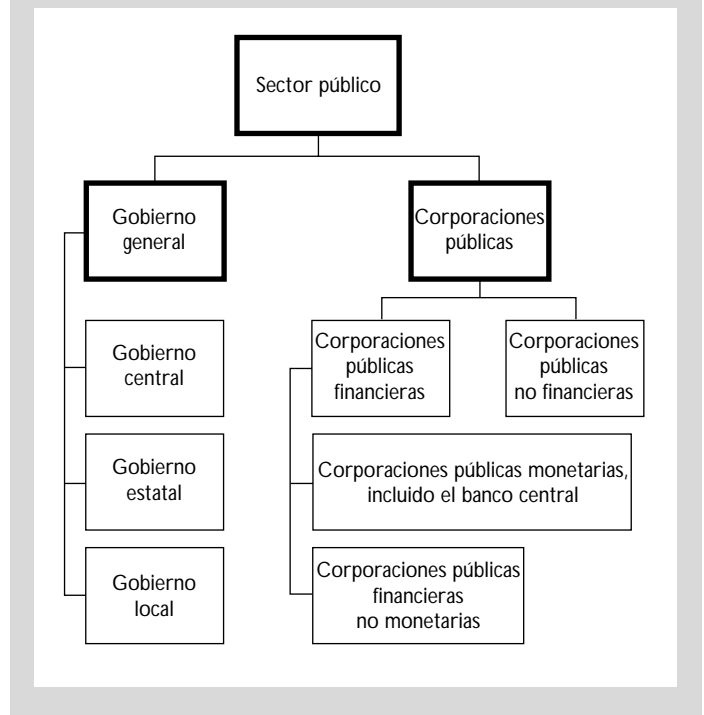 Sector público
Gobierno
general
Corporaciones
públicas
Gobierno
central
Corporaciones
públicas
financieras
Corporaciones
públicas
no financieras
Gobierno
estatal
Corporaciones públicas monetarias,
incluido el banco central
Gobierno
local
Corporaciones públicas
financieras
no monetarias